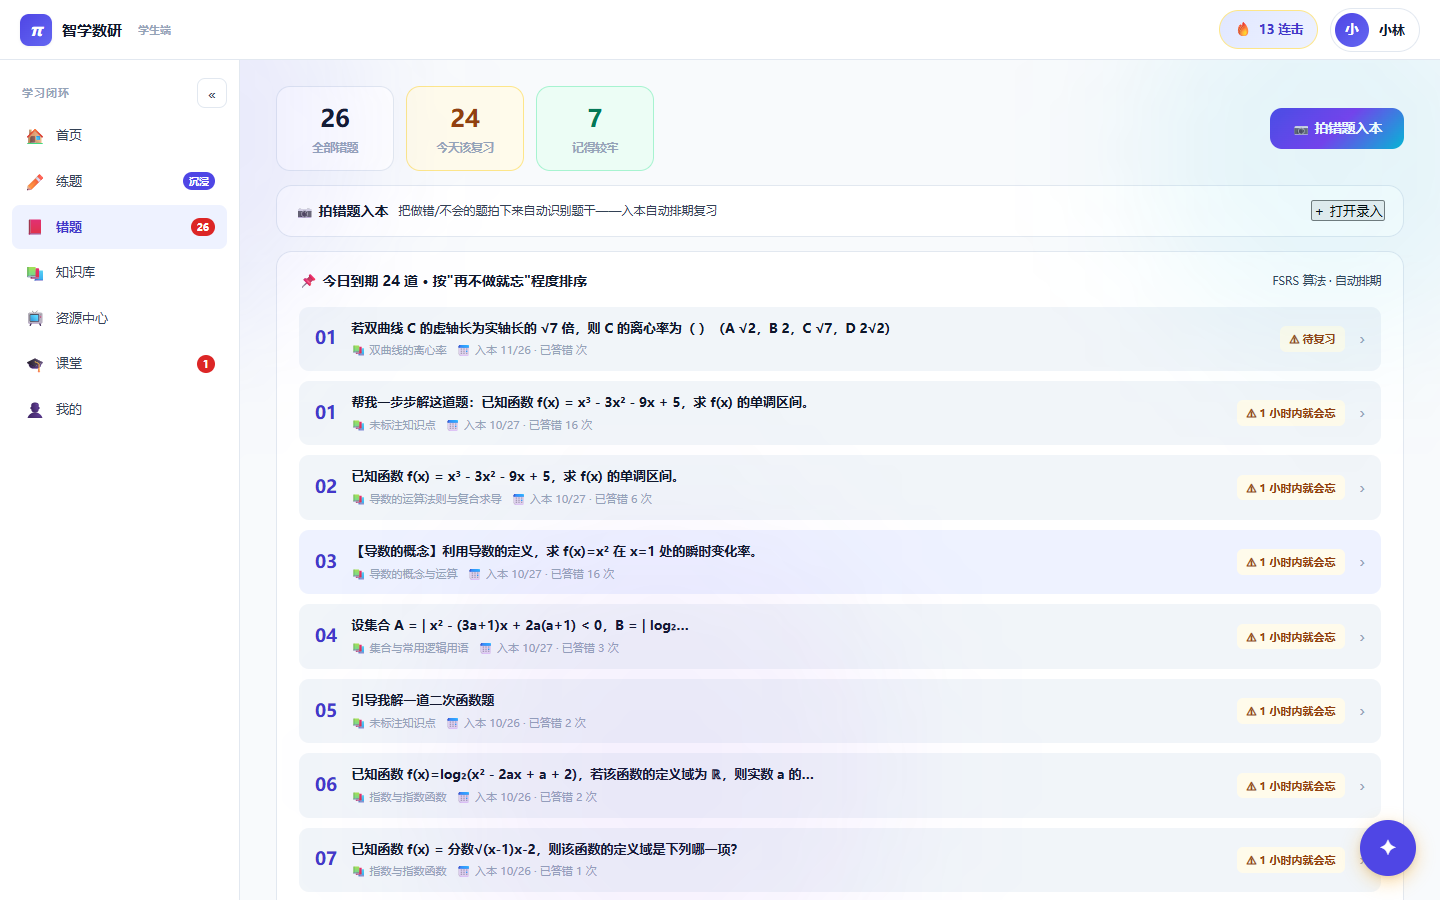 π 智学数研 学生端
13 连击
小 小林
学习闭环 «
首页
练题 沉浸
错题 26
知识库
资源中心
课堂 1
我的
26
全部错题
24
今天该复习
7
记得较牢
拍错题入本
拍错题入本 把做错/不会的题拍下来自动识别题干——入本自动排期复习
+ 打开录入
今日到期 24 道 • 按"再不做就忘"程度排序
FSRS 算法 · 自动排期
01 若双曲线 C 的虚轴长为实轴长的 √7 倍，则 C 的离心率为（ ）（A √2，B 2，C √7，D 2√2）
双曲线的离心率 入本 11/26 · 已答错 次
⚠ 待复习 ›
01 帮我一步步解这道题：已知函数 f(x) = x³ - 3x² - 9x + 5，求 f(x) 的单调区间。
未标注知识点 入本 10/27 · 已答错 16 次
⚠ 1 小时内就会忘 ›
02 已知函数 f(x) = x³ - 3x² - 9x + 5，求 f(x) 的单调区间。
导数的运算法则与复合求导 入本 10/27 · 已答错 6 次
⚠ 1 小时内就会忘 ›
03 【导数的概念】利用导数的定义，求 f(x)=x² 在 x=1 处的瞬时变化率。
导数的概念与运算 入本 10/27 · 已答错 16 次
⚠ 1 小时内就会忘 ›
04 设集合 A = | x² - (3a+1)x + 2a(a+1) < 0，B = | log₂...
集合与常用逻辑用语 入本 10/27 · 已答错 3 次
⚠ 1 小时内就会忘 ›
05 引导我解一道二次函数题
未标注知识点 入本 10/26 · 已答错 2 次
⚠ 1 小时内就会忘 ›
06 已知函数 f(x)=log₂(x² - 2ax + a + 2)，若该函数的定义域为 ℝ，则实数 a 的...
指数与指数函数 入本 10/26 · 已答错 2 次
⚠ 1 小时内就会忘 ›
07 已知函数 f(x) = 分数√(x-1)x-2，则该函数的定义域是下列哪一项？
指数与指数函数 入本 10/26 · 已答错 1 次
⚠ 1 小时内就会忘